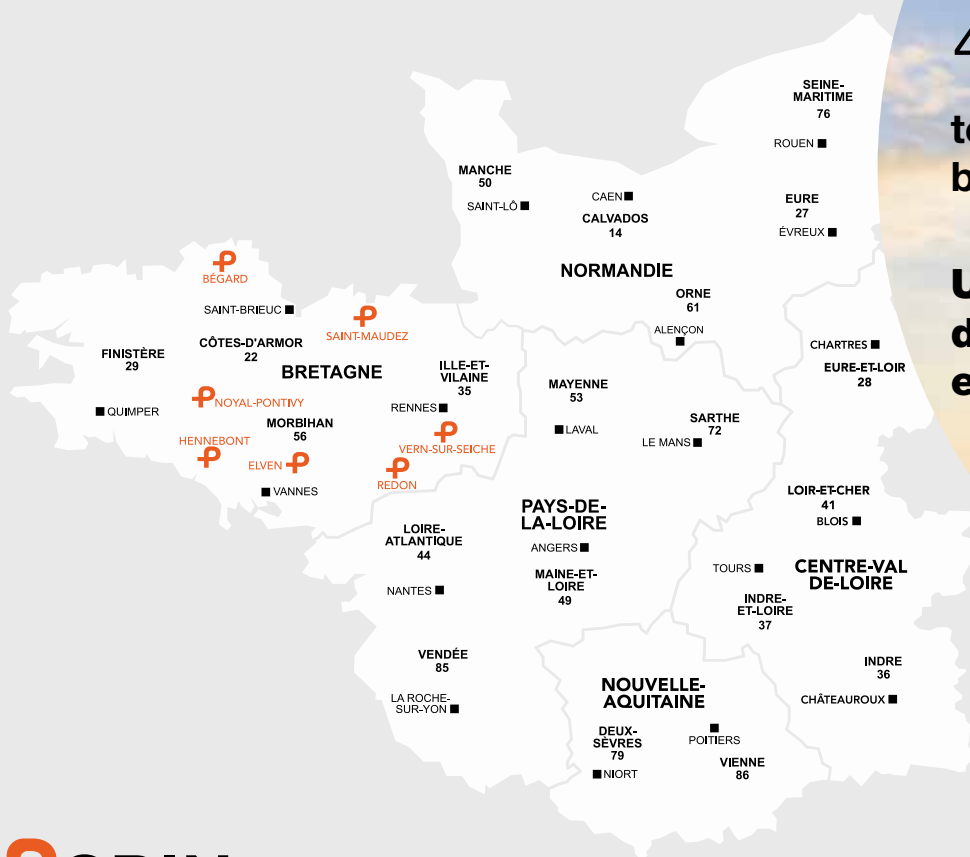 SEINE-
MARITIME
76
ROUEN
MANCHE
50
SAINT-LÔ
CAEN
CALVADOS
14
EURE
27
ÉVREUX
NORMANDIE
ORNE
61
ALENÇON
BÉGARD
SAINT-BRIEUC
SAINT-MAUDEZ
CÔTES-D'ARMOR
22
FINISTÈRE
29
BRETAGNE
ILLE-ET-
VILAINE
35
RENNES
QUIMPER
NOYAL-PONTIVY
MORBIHAN
56
HENNEBONT
ELVEN
VANNES
VERN-SUR-SEICHE
REDON
MAYENNE
53
LAVAL
SARTHE
72
LE MANS
CHARTRES
EURE-ET-LOIR
28
LOIR-ET-CHER
41
BLOIS
PAYS-DE-
LA-LOIRE
ANGERS
MAINE-ET-
LOIRE
49
LOIRE-
ATLANTIQUE
44
NANTES
TOURS
CENTRE-VAL
DE-LOIRE
INDRE-
ET-LOIRE
37
VENDÉE
85
LA ROCHE-
SUR-YON
INDRE
36
CHÂTEAUROUX
NOUVELLE-
AQUITAINE
DEUX-
SÈVRES
79
NIORT
POITIERS
VIENNE
86